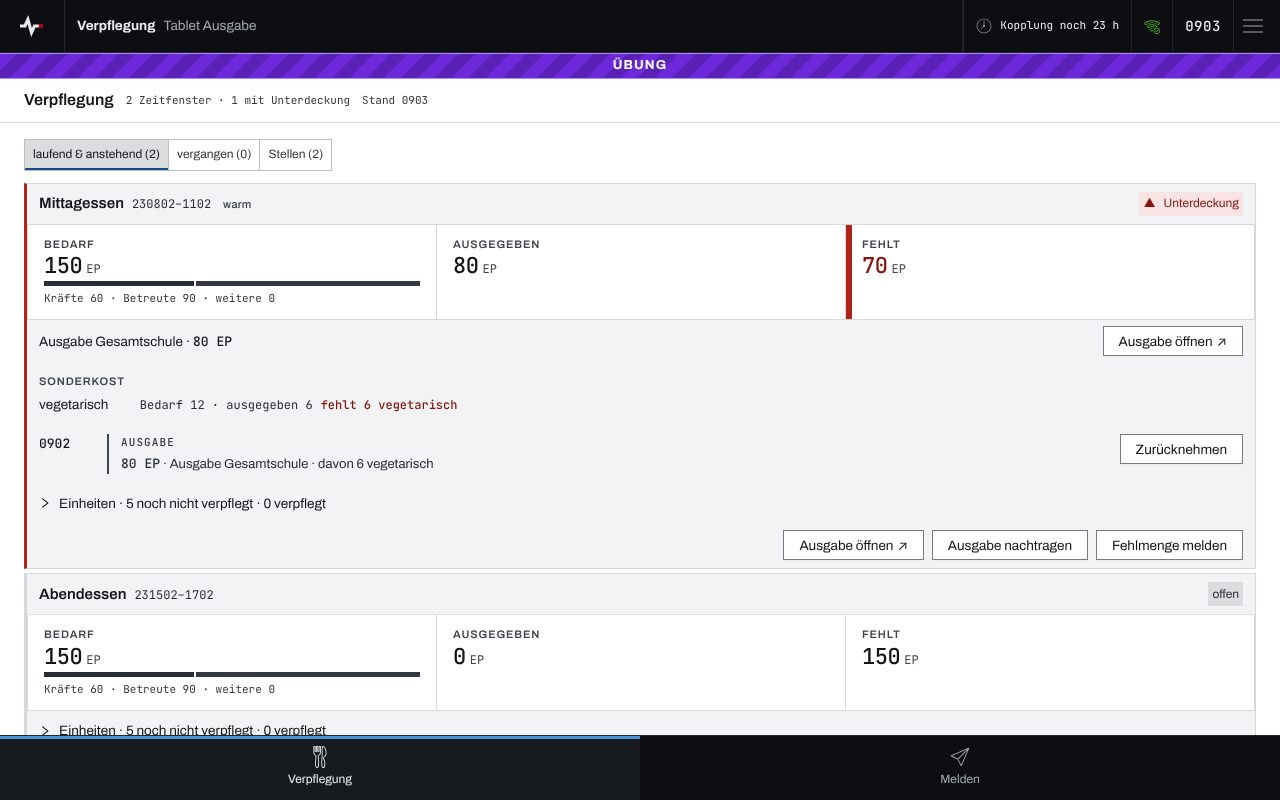 Verpflegung Tablet Ausgabe
Kopplung noch 23 h
0903
ÜBUNG
Verpflegung 2 Zeitfenster · 1 mit Unterdeckung Stand 0903
laufend & anstehend (2) vergangen (0) Stellen (2)
Mittagessen 230802–1102 warm
Unterdeckung
BEDARF
150 EP
Kräfte 60 · Betreute 90 · weitere 0
AUSGEGEBEN
80 EP
FEHLT
70 EP
Ausgabe Gesamtschule · 80 EP
Ausgabe öffnen ↗
SONDERKOST
vegetarisch Bedarf 12 · ausgegeben 6 fehlt 6 vegetarisch
0902
AUSGABE
80 EP · Ausgabe Gesamtschule · davon 6 vegetarisch
Zurücknehmen
Einheiten · 5 noch nicht verpflegt · 0 verpflegt
Ausgabe öffnen ↗ Ausgabe nachtragen Fehlmenge melden
Abendessen 231502–1702
offen
BEDARF
150 EP
Kräfte 60 · Betreute 90 · weitere 0
AUSGEGEBEN
0 EP
FEHLT
150 EP
Einheiten · 5 noch nicht verpflegt · 0 verpflegt
Verpflegung
Melden